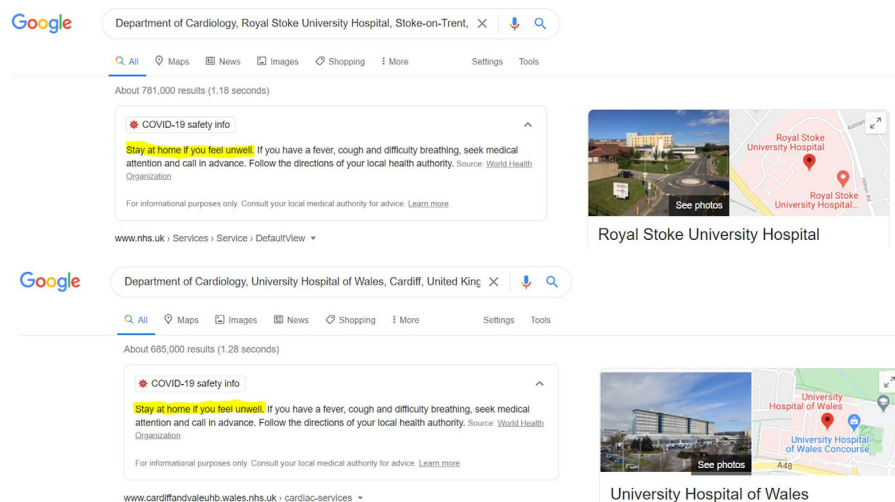 Google
Department of Cardiology, Royal Stoke University Hospital, Stoke-on-Trent,
All Maps News Images Shopping More Settings Tools
About 781,000 results (1.18 seconds)
COVID-19 safety info
Stay at home if you feel unwell. If you have a fever, cough and difficulty breathing, seek medical
attention and call in advance. Follow the directions of your local health authority. Source: World Health
Organization
For informational purposes only. Consult your local medical authority for advice. Learn more
www.nhs.uk › Services › Service › DefaultView
See photos
Royal Stoke
University Hospital
Royal Stoke
University Hospital...
Hilton Rd
Royal Stoke University Hospital
Google
Department of Cardiology, University Hospital of Wales, Cardiff, United King
All Maps Images News Shopping More Settings Tools
About 685,000 results (1.28 seconds)
COVID-19 safety info
Stay at home if you feel unwell. If you have a fever, cough and difficulty breathing, seek medical
attention and call in advance. Follow the directions of your local health authority. Source: World Health
Organization
For informational purposes only. Consult your local medical authority for advice. Learn more
www.cardiffandvaleuhb.wales.nhs.uk › cardiac-services
See photos
University
Hospital of Wales
University Hospital
of Wales Concourse
A48
University Hospital of Wales